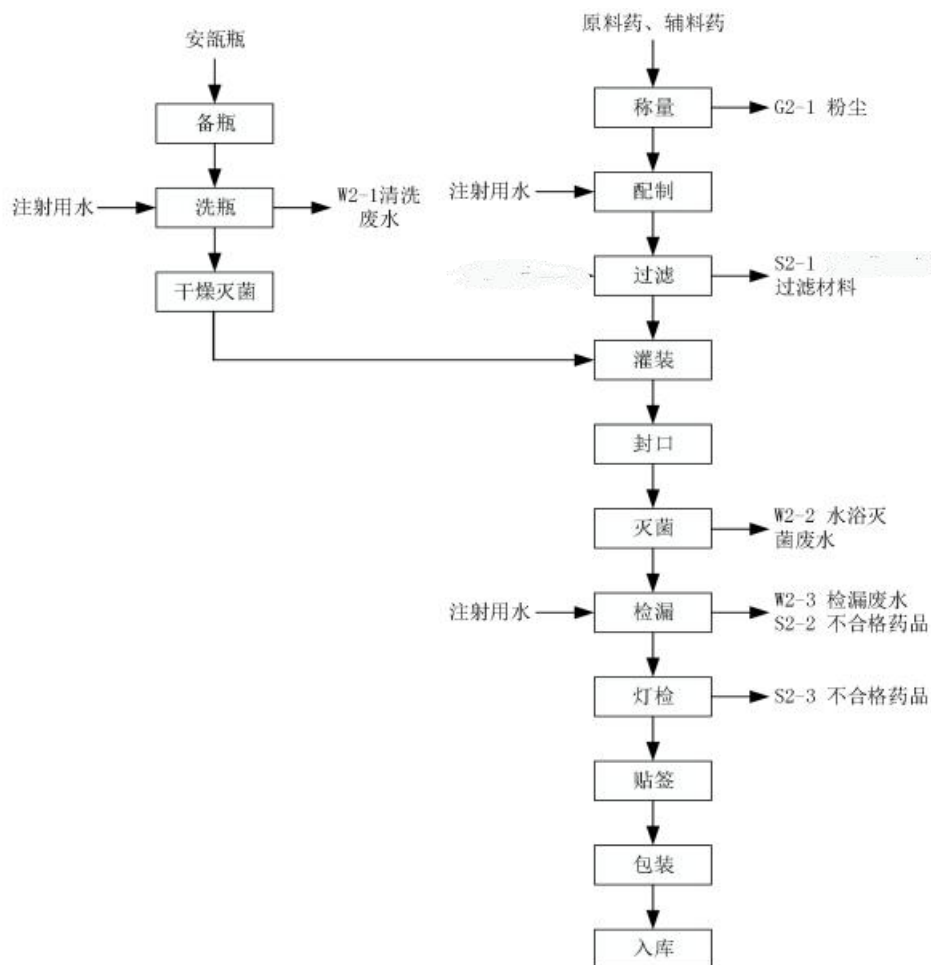 原料药、辅料药
安瓿瓶
称量
G2-1 粉尘
备瓶
注射用水
洗瓶
W2-1清洗
废水
注射用水
配制
干燥灭菌
过滤
S2-1
过滤材料
灌装
封口
灭菌
W2-2 水浴灭
菌废水
注射用水
检漏
W2-3 检漏废水
S2-2 不合格药品
灯检
S2-3 不合格药品
贴签
包装
入库